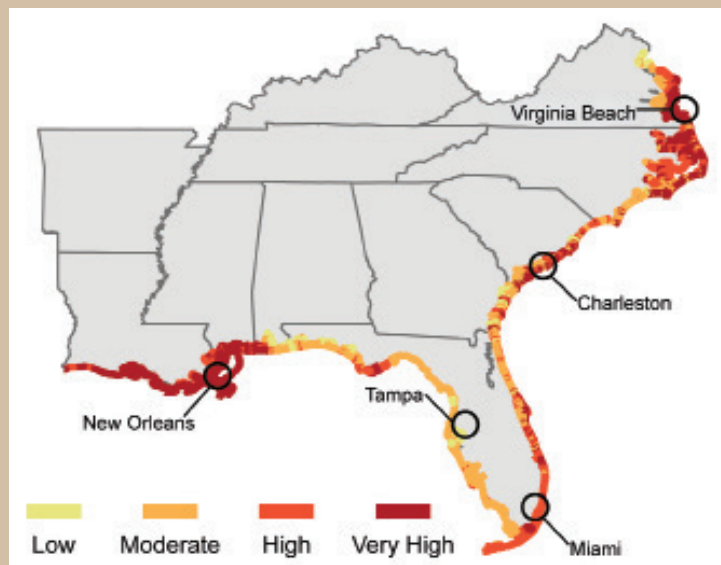 Virginia Beach
Charleston
Tampa
New Orleans
Miami
Low Moderate High Very High